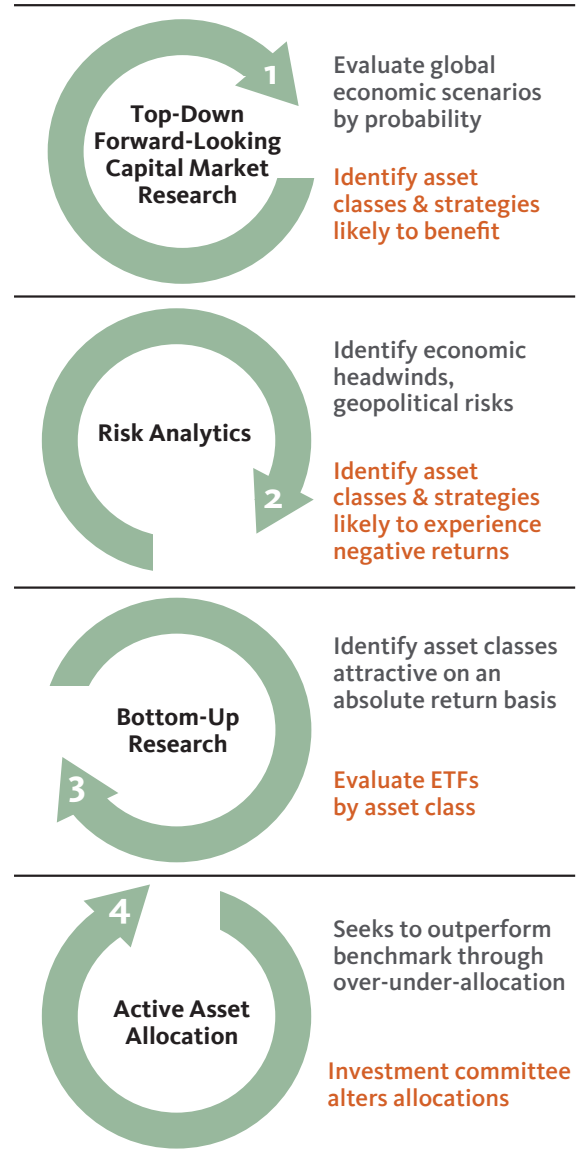 1
Top-Down
Forward-Looking
Capital Market
Research
Evaluate global
economic scenarios
by probability
Identify asset
classes & strategies
likely to benefit
Risk Analytics
2
Identify economic
headwinds,
geopolitical risks
Identify asset
classes & strategies
likely to experience
negative returns
Bottom-Up
Research
3
Identify asset classes
attractive on an
absolute return basis
Evaluate ETFs
by asset class
4
Active Asset
Allocation
Seeks to outperform
benchmark through
over-under-allocation
Investment committee
alters allocations